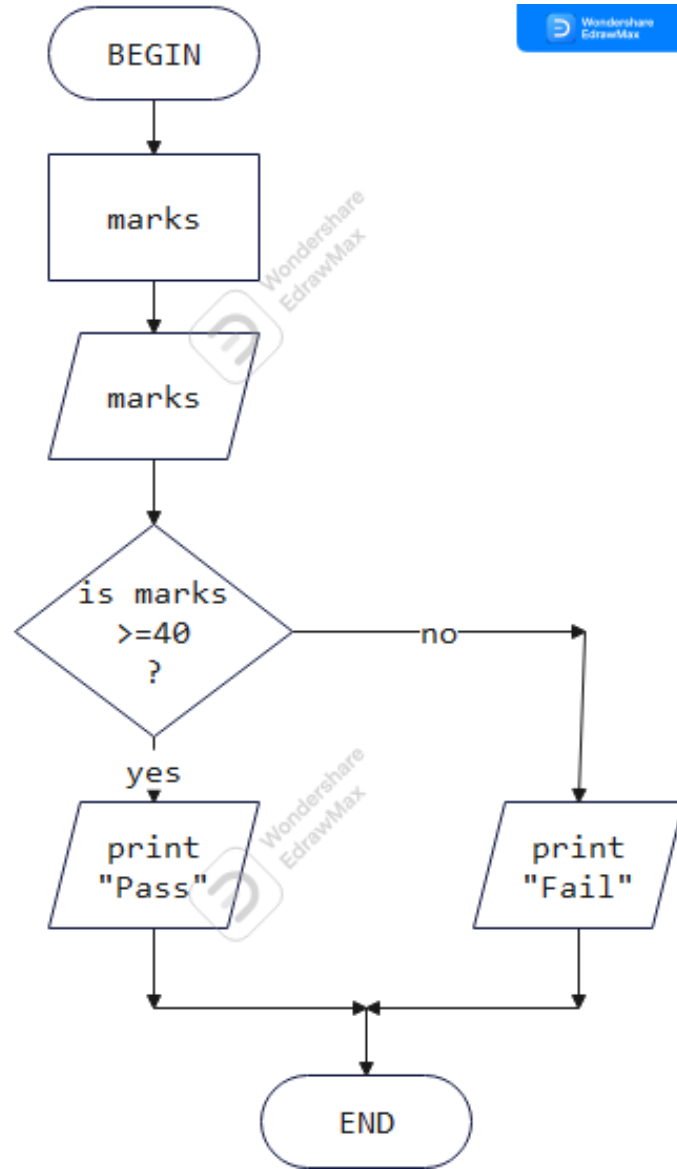 Wondershare
EdrawMax
BEGIN
marks
Wondershare
EdrawMax
marks
is marks
>=40
?
no
yes
Wondershare
EdrawMax
print
"Pass"
print
"Fail"
END